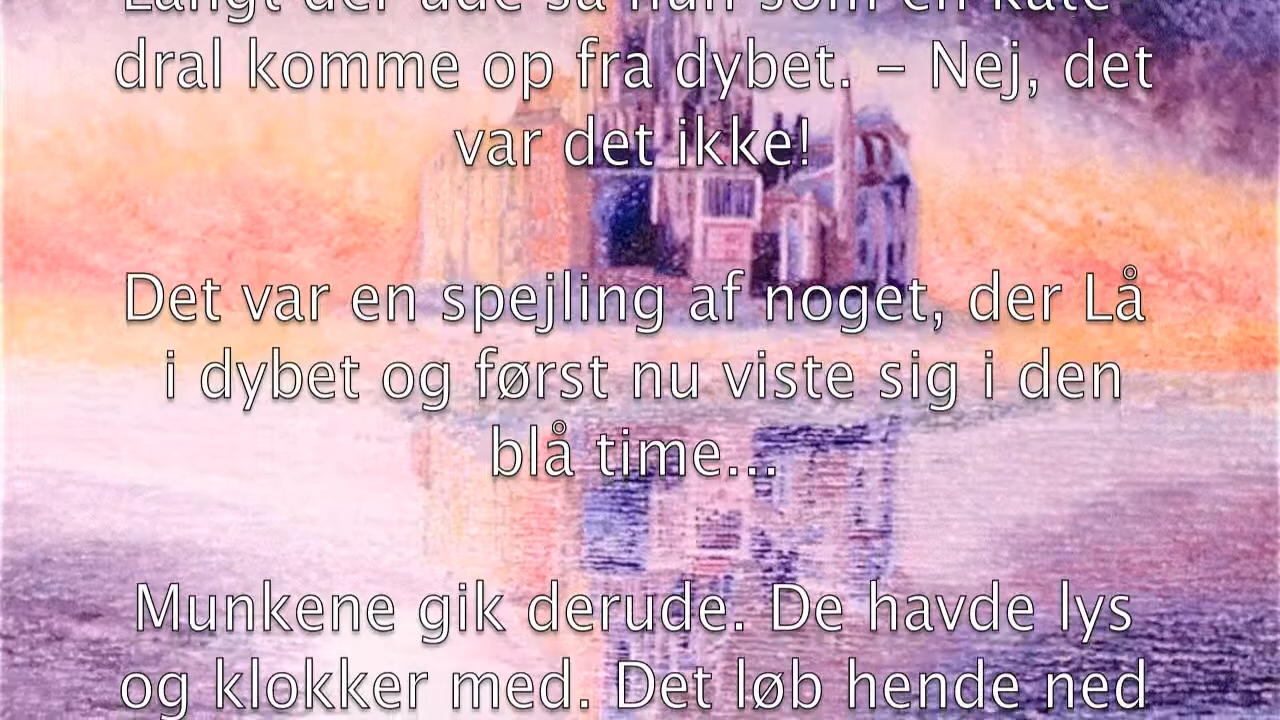 Langt der ude så hun som en kate-
dral komme op fra dybet. – Nej, det
var det ikke!
Det var en spejling af noget, der Lå
i dybet og først nu viste sig i den
blå time...
Munkene gik derude. De havde lys
og klokker med. Det løb hende ned